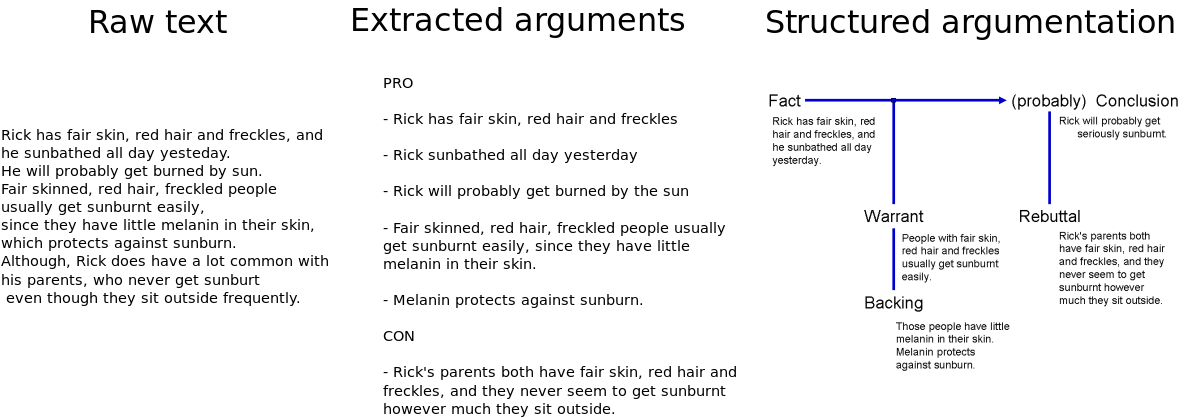 Raw text
Rick has fair skin, red hair and freckles, and
he sunbathed all day yesteday.
He will probably get burned by sun.
Fair skinned, red hair, freckled people
usually get sunburnt easily,
since they have little melanin in their skin,
which protects against sunburn.
Although, Rick does have a lot common with
his parents, who never get sunburt
even though they sit outside frequently.
Extracted arguments
PRO
- Rick has fair skin, red hair and freckles
- Rick sunbathed all day yesterday
- Rick will probably get burned by the sun
- Fair skinned, red hair, freckled people usually
get sunburnt easily, since they have little
melanin in their skin.
- Melanin protects against sunburn.
CON
- Rick's parents both have fair skin, red hair and
freckles, and they never seem to get sunburnt
however much they sit outside.
Structured argumentation
Fact
Rick has fair skin, red
hair and freckles, and
he sunbathed all day
yesterday.
(probably) Conclusion
Rick will probably get
seriously sunburnt.
Warrant
People with fair skin,
red hair and freckles
usually get sunburnt
easily.
Backing
Those people have little
melanin in their skin.
Melanin protects
against sunburn.
Rebuttal
Rick's parents both
have fair skin, red hair
and freckles, and they
never seem to get
sunburnt however
much they sit outside.